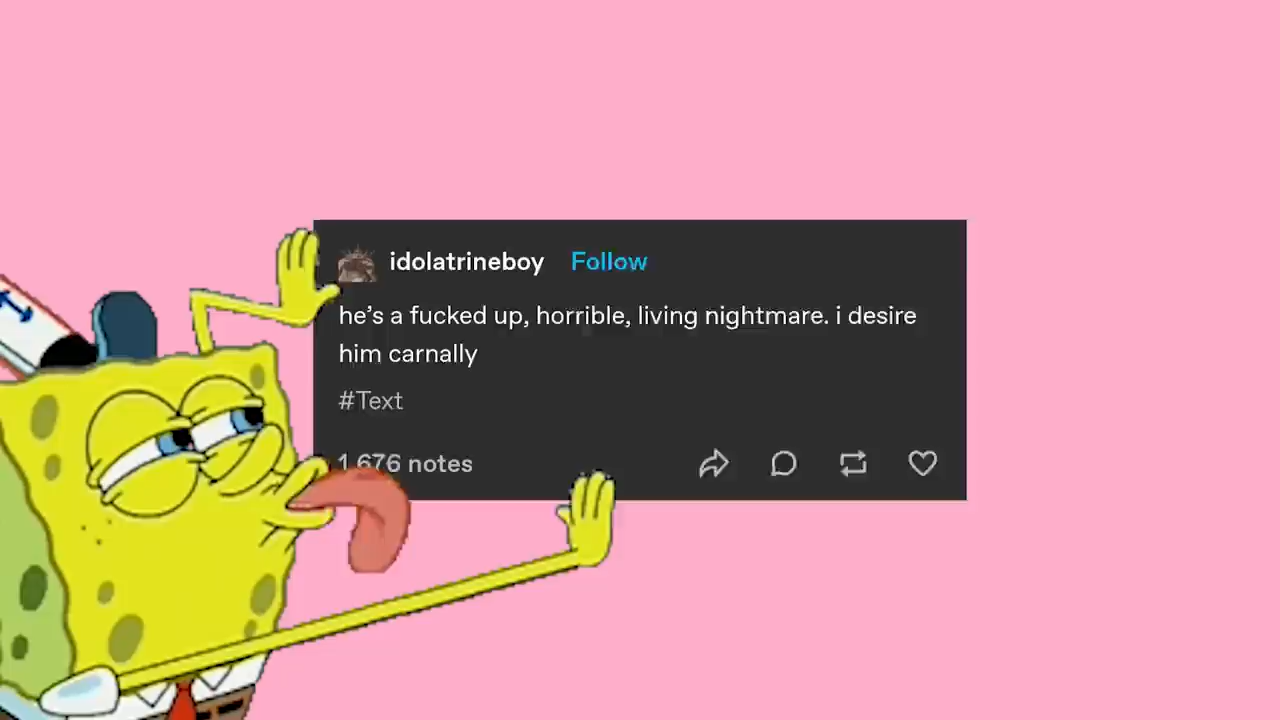 idolatrineboy Follow
he's a fucked up, horrible, living nightmare. i desire
him carnally
#Text
1 676 notes